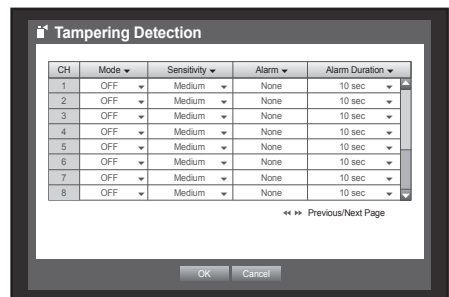 Tampering Detection
CH Mode Sensitivity Alarm Alarm Duration
1 OFF Medium None 10 sec
2 OFF Medium None 10 sec
3 OFF Medium None 10 sec
4 OFF Medium None 10 sec
5 OFF Medium None 10 sec
6 OFF Medium None 10 sec
7 OFF Medium None 10 sec
8 OFF Medium None 10 sec
Previous/Next Page
OK Cancel